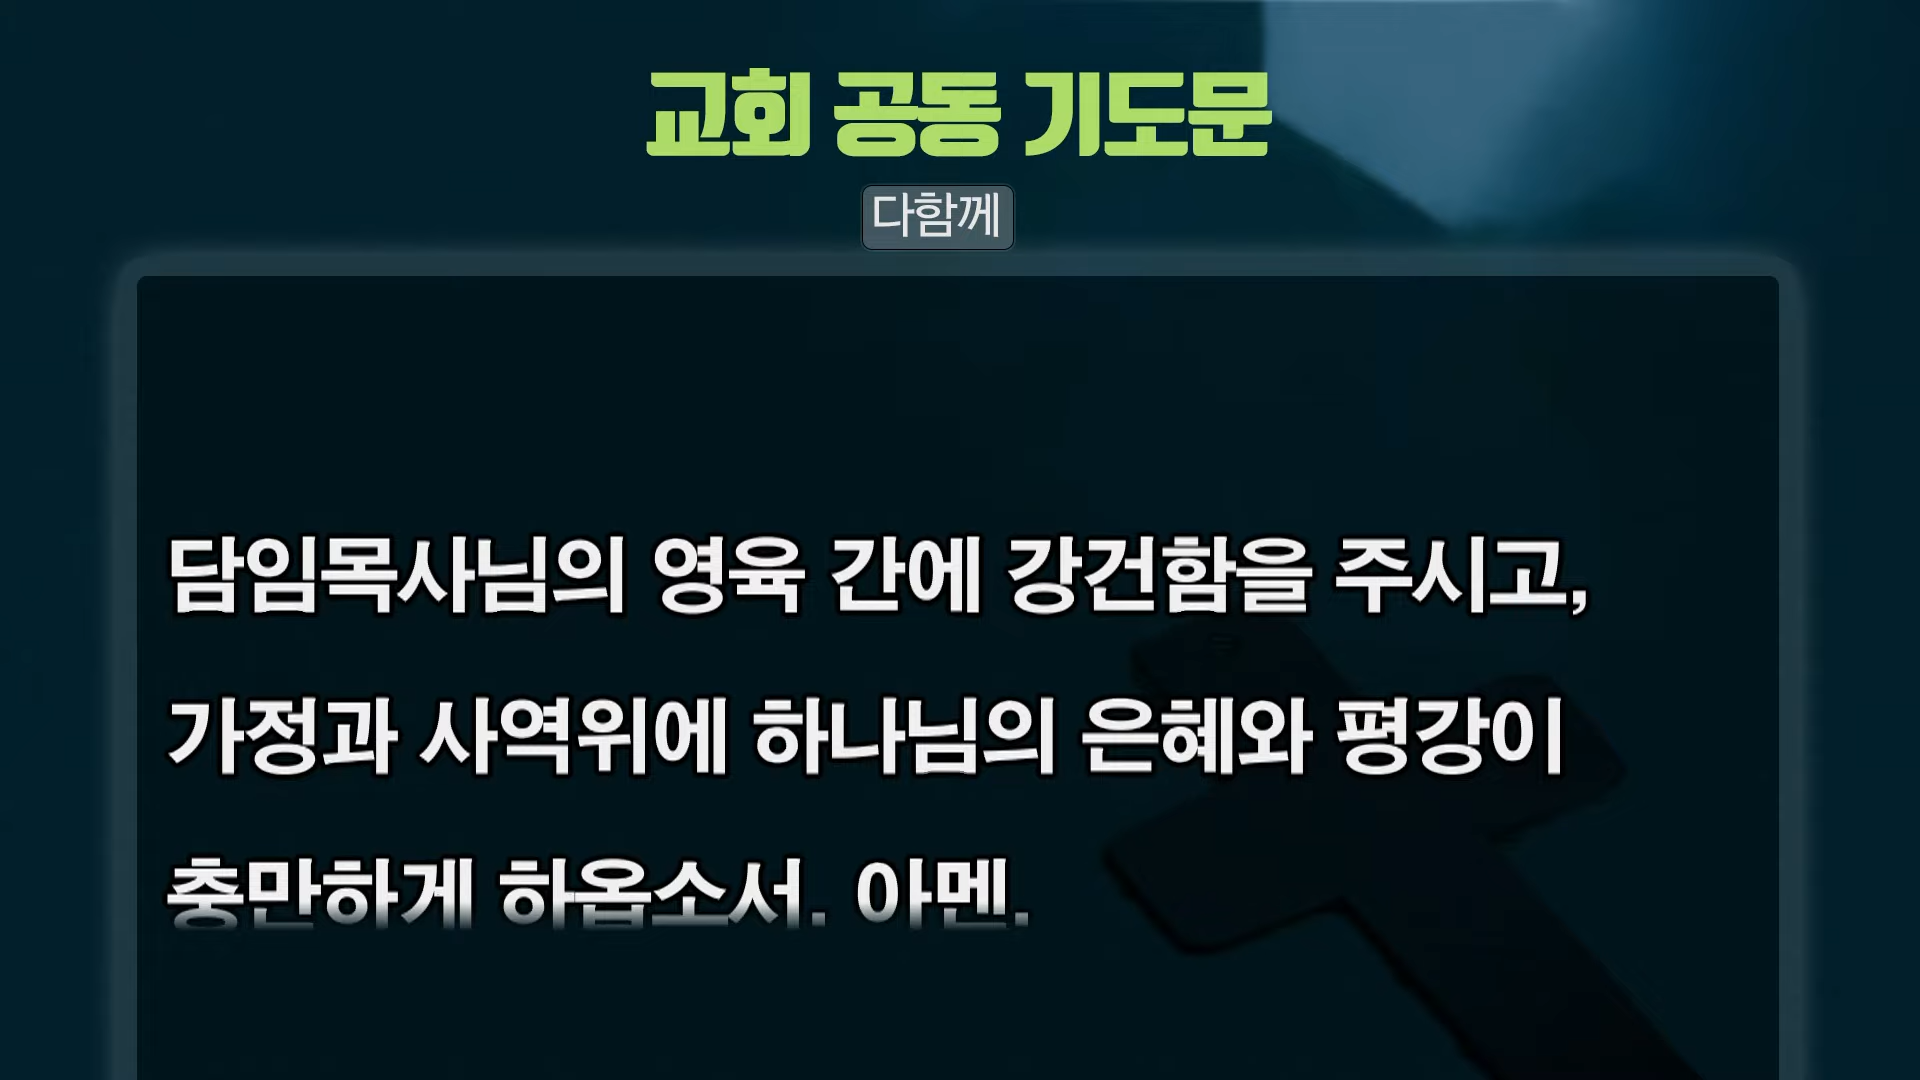 교회 공동 기도문
다함께
담임목사님의 영육 간에 강건함을 주시고,
가정과 사역위에 하나님의 은혜와 평강이
충만하게 하옵소서. 아멘.